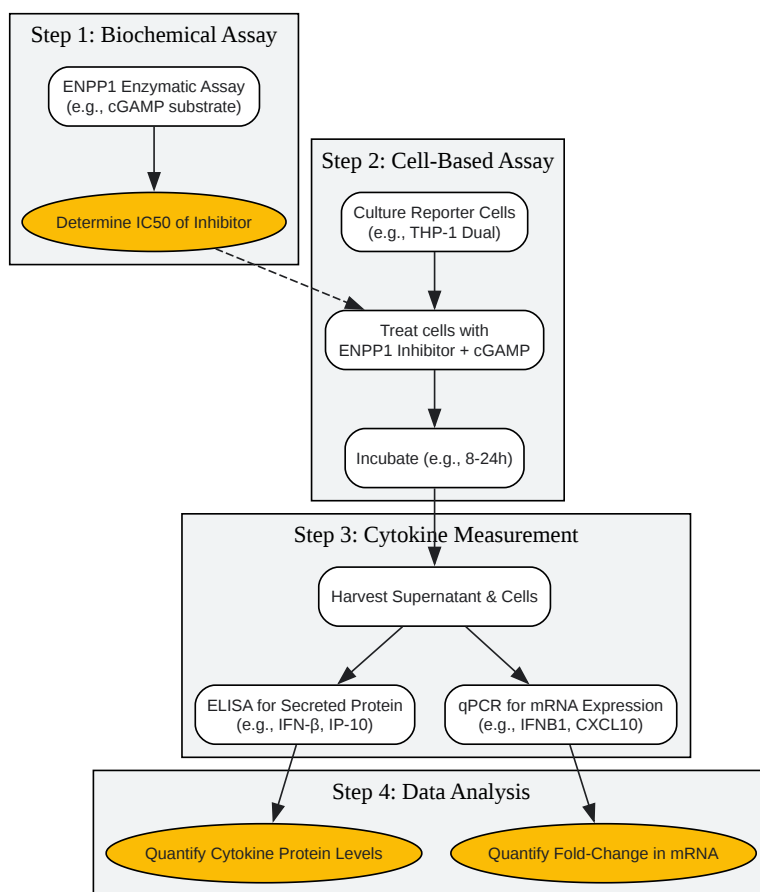 Step 1: Biochemical Assay
ENPP1 Enzymatic Assay
(e.g., cGAMP substrate)
Determine IC50 of Inhibitor
Step 2: Cell-Based Assay
Culture Reporter Cells
(e.g., THP-1 Dual)
Treat cells with
ENPP1 Inhibitor + cGAMP
Incubate (e.g., 8-24h)
Step 3: Cytokine Measurement
Harvest Supernatant & Cells
ELISA for Secreted Protein
(e.g., IFN-β, IP-10)
qPCR for mRNA Expression
(e.g., IFNB1, CXCL10)
Step 4: Data Analysis
Quantify Cytokine Protein Levels
Quantify Fold-Change in mRNA